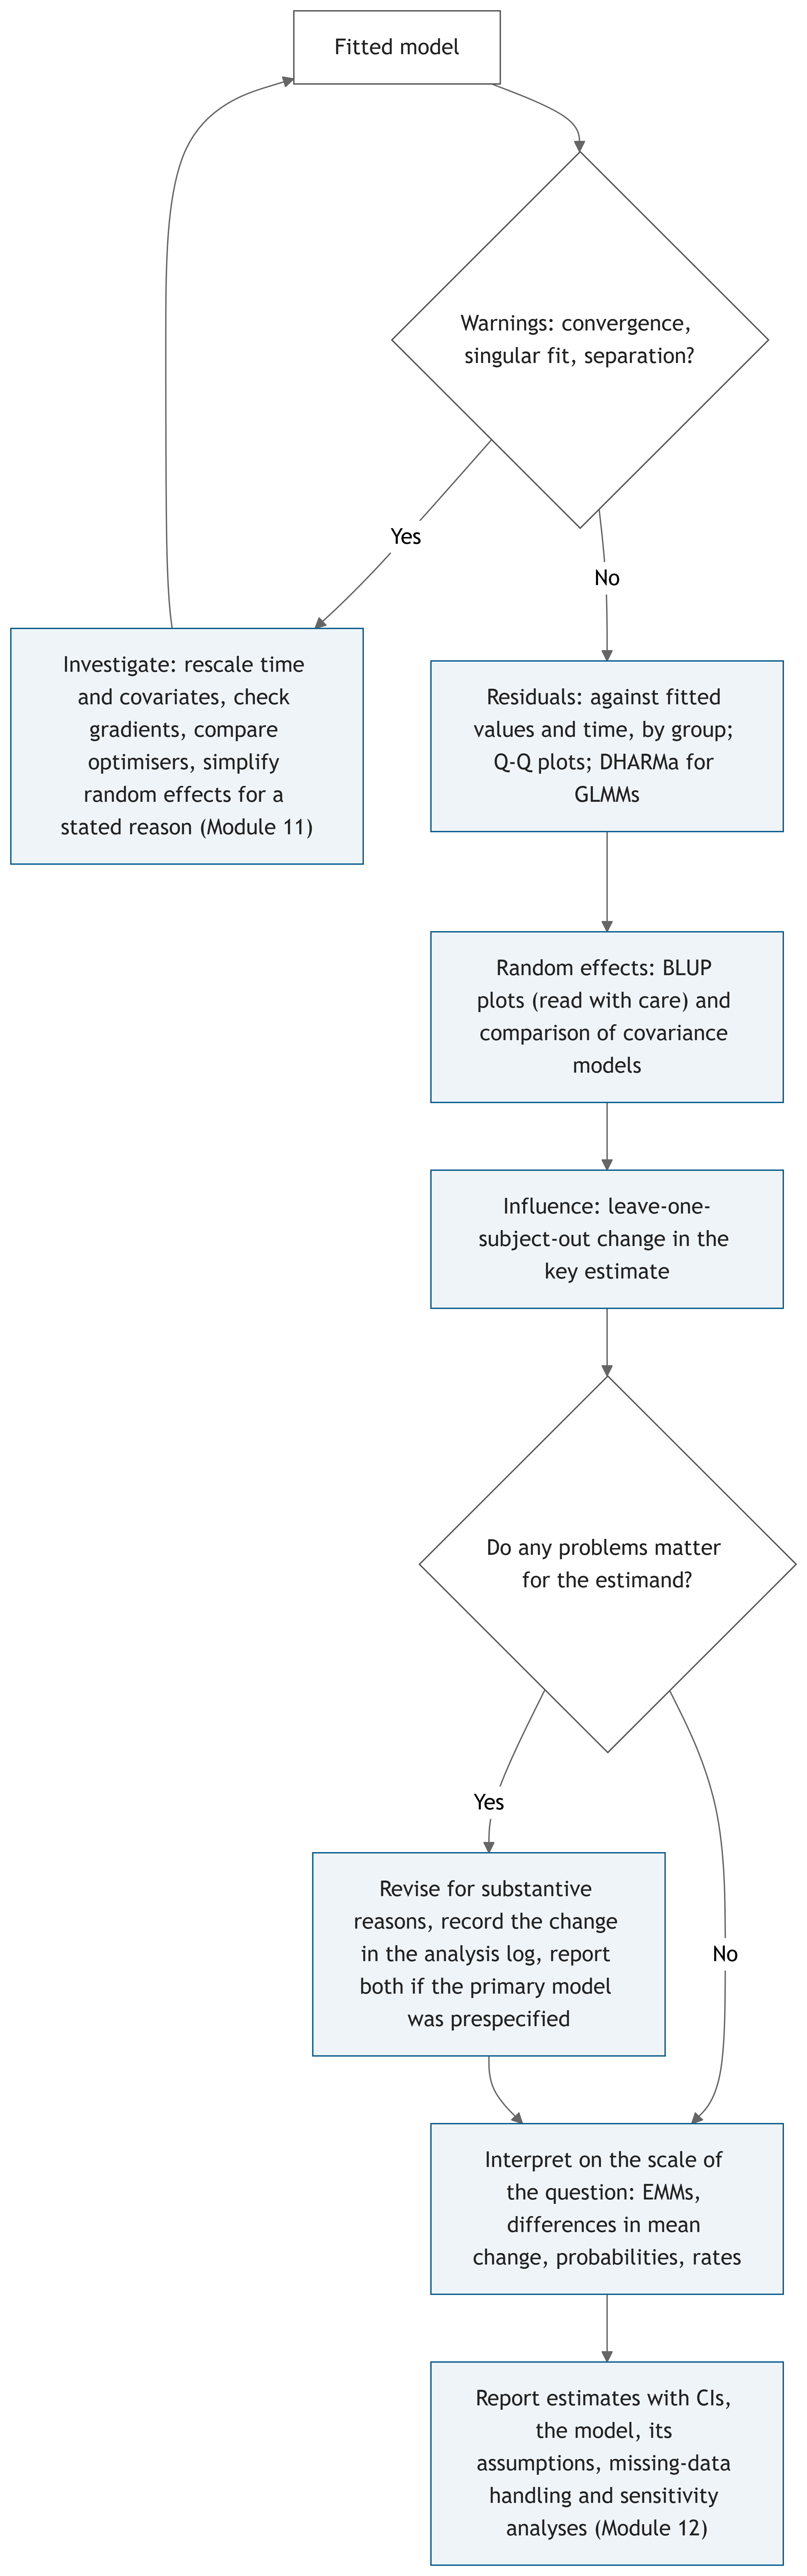 Fitted model
Warnings: convergence,
singular fit, separation?
Yes
No
Investigate: rescale time
and covariates, check
gradients, compare
optimisers, simplify
random effects for a
stated reason (Module 11)
Residuals: against fitted
values and time, by group;
Q-Q plots; DHARMa for
GLMMs
Random effects: BLUP
plots (read with care) and
comparison of covariance
models
Influence: leave-one-
subject-out change in the
key estimate
Do any problems matter
for the estimand?
Yes
Revise for substantive
reasons, record the change
in the analysis log, report
both if the primary model
was prespecified
No
Interpret on the scale of
the question: EMMs,
differences in mean
change, probabilities, rates
Report estimates with CIs,
the model, its
assumptions, missing-data
handling and sensitivity
analyses (Module 12)